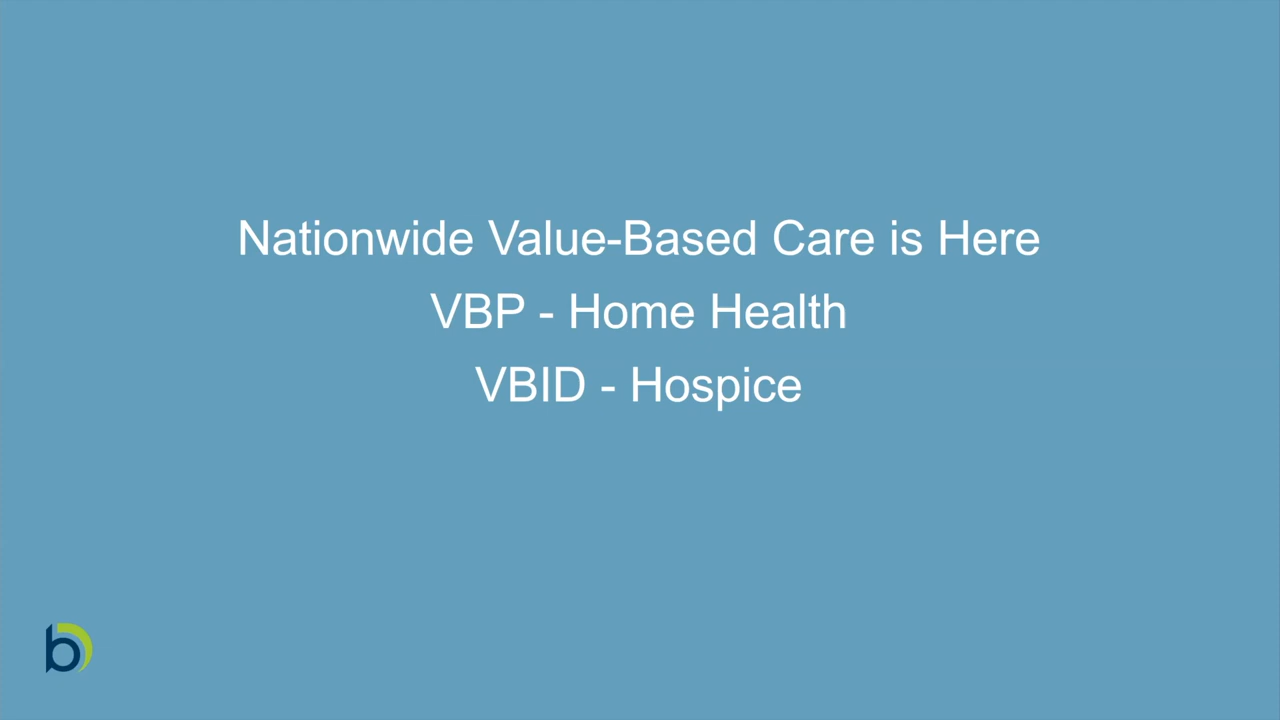 Nationwide Value-Based Care is Here
VBP - Home Health
VBID - Hospice
b